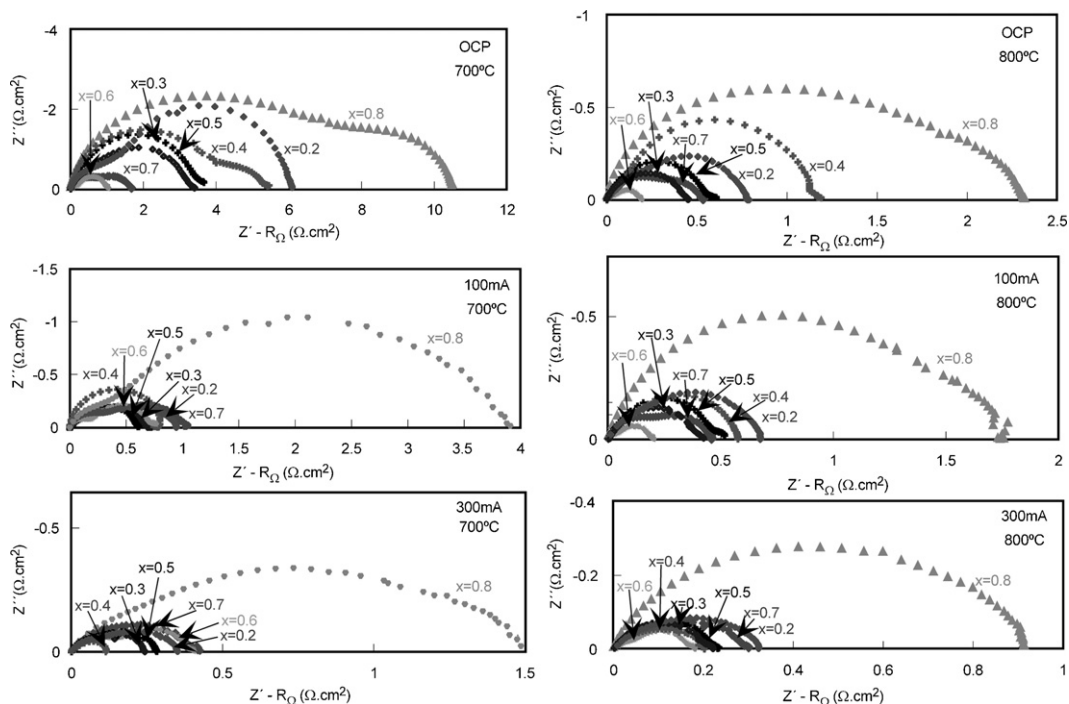 -4
-2
0
Z´´(Ω.cm²)
OCP
700ºC
x=0.6
x=0.3
x=0.5
x=0.8
x=0.7
x=0.4
x=0.2
0 2 4 6 8 10 12
Z´ - RΩ (Ω.cm²)
-1
-0.5
0
Z´´(Ω.cm²)
OCP
800ºC
x=0.6
x=0.3
x=0.7
x=0.5
x=0.8
x=0.2
x=0.4
0 0.5 1 1.5 2 2.5
Z´ - RΩ (Ω.cm²)
-1.5
-1
-0.5
0
Z´´(Ω.cm²)
100mA
700ºC
x=0.4
x=0.6
x=0.5
x=0.3
x=0.2
x=0.7
x=0.8
0 0.5 1 1.5 2 2.5 3 3.5 4
Z´ - RΩ (Ω.cm²)
-0.5
0
Z´´(Ω.cm²)
100mA
800ºC
x=0.6
x=0.3
x=0.7
x=0.5
x=0.4
x=0.2
x=0.8
0 0.5 1 1.5 2
Z´ - RΩ (Ω.cm²)
-0.5
0
Z´´(Ω.cm²)
300mA
700ºC
x=0.4
x=0.3
x=0.5
x=0.7
x=0.6
x=0.2
x=0.8
0 0.5 1 1.5
Z´ - RΩ (Ω.cm²)
-0.4
-0.2
0
Z´´(Ω.cm²)
300mA
800ºC
x=0.6
x=0.4
x=0.3
x=0.5
x=0.7
x=0.2
x=0.8
0 0.2 0.4 0.6 0.8 1
Z´ - RΩ (Ω.cm²)